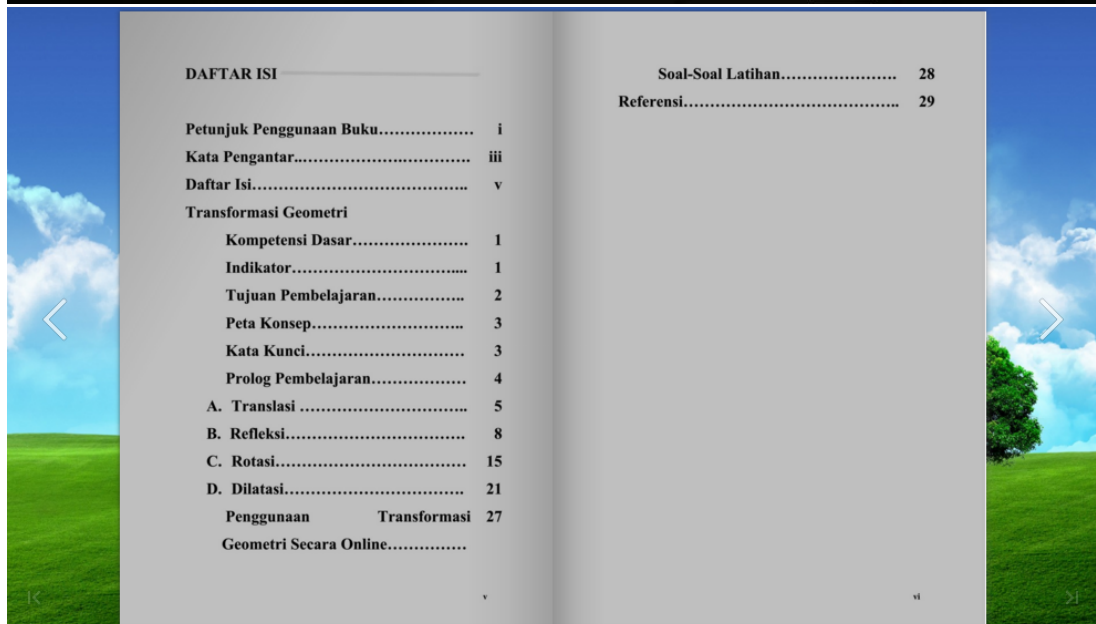 DAFTAR ISI
Petunjuk Penggunaan Buku……………… i
Kata Pengantar..……………….…………. iii
Daftar Isi………………………………….. v
Transformasi Geometri
Kompetensi Dasar…………………. 1
Indikator………………………….... 1
Tujuan Pembelajaran…………….. 2
Peta Konsep……………………….. 3
Kata Kunci………………………… 3
Prolog Pembelajaran……………… 4
A. Translasi ………………………….. 5
B. Refleksi……………………………. 8
C. Rotasi……………………………… 15
D. Dilatasi……………………………. 21
Penggunaan Transformasi 27
Geometri Secara Online……………
v
Soal-Soal Latihan…………………. 28
Referensi………………………………….. 29
vi